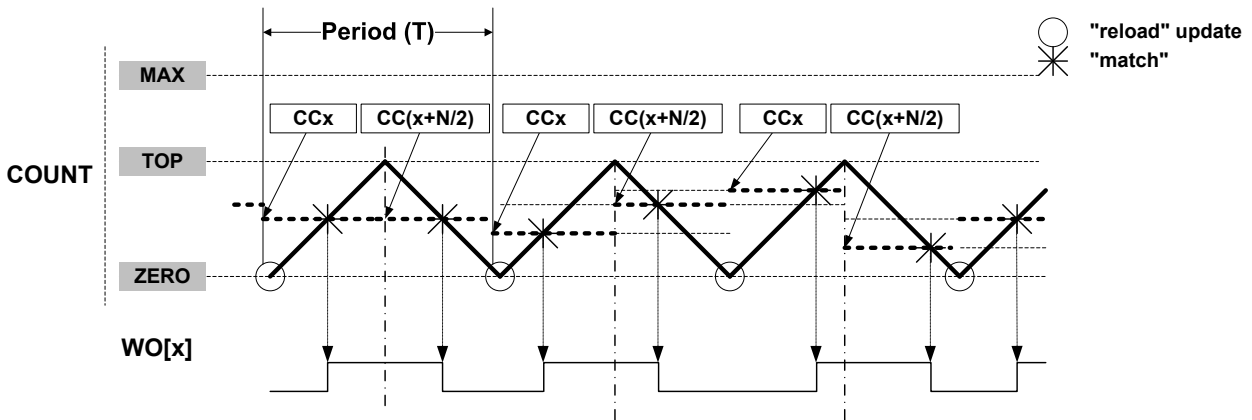 Period (T)
"reload" update
"match"
MAX
CCx
CC(x+N/2)
CCx
CC(x+N/2)
CCx
CC(x+N/2)
COUNT
TOP
ZERO
WO[x]